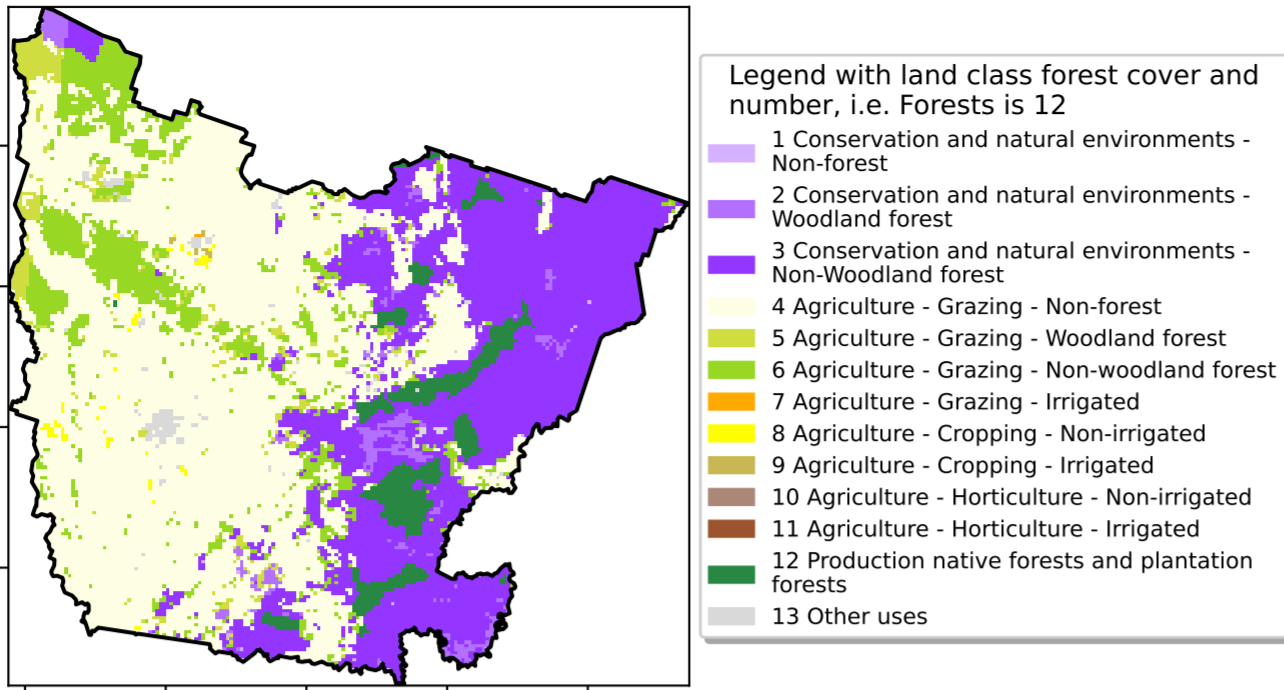 Legend with land class forest cover and
number, i.e. Forests is 12
1 Conservation and natural environments -
Non-forest
2 Conservation and natural environments -
Woodland forest
3 Conservation and natural environments -
Non-Woodland forest
4 Agriculture - Grazing - Non-forest
5 Agriculture - Grazing - Woodland forest
6 Agriculture - Grazing - Non-woodland forest
7 Agriculture - Grazing - Irrigated
8 Agriculture - Cropping - Non-irrigated
9 Agriculture - Cropping - Irrigated
10 Agriculture - Horticulture - Non-irrigated
11 Agriculture - Horticulture - Irrigated
12 Production native forests and plantation
forests
13 Other uses